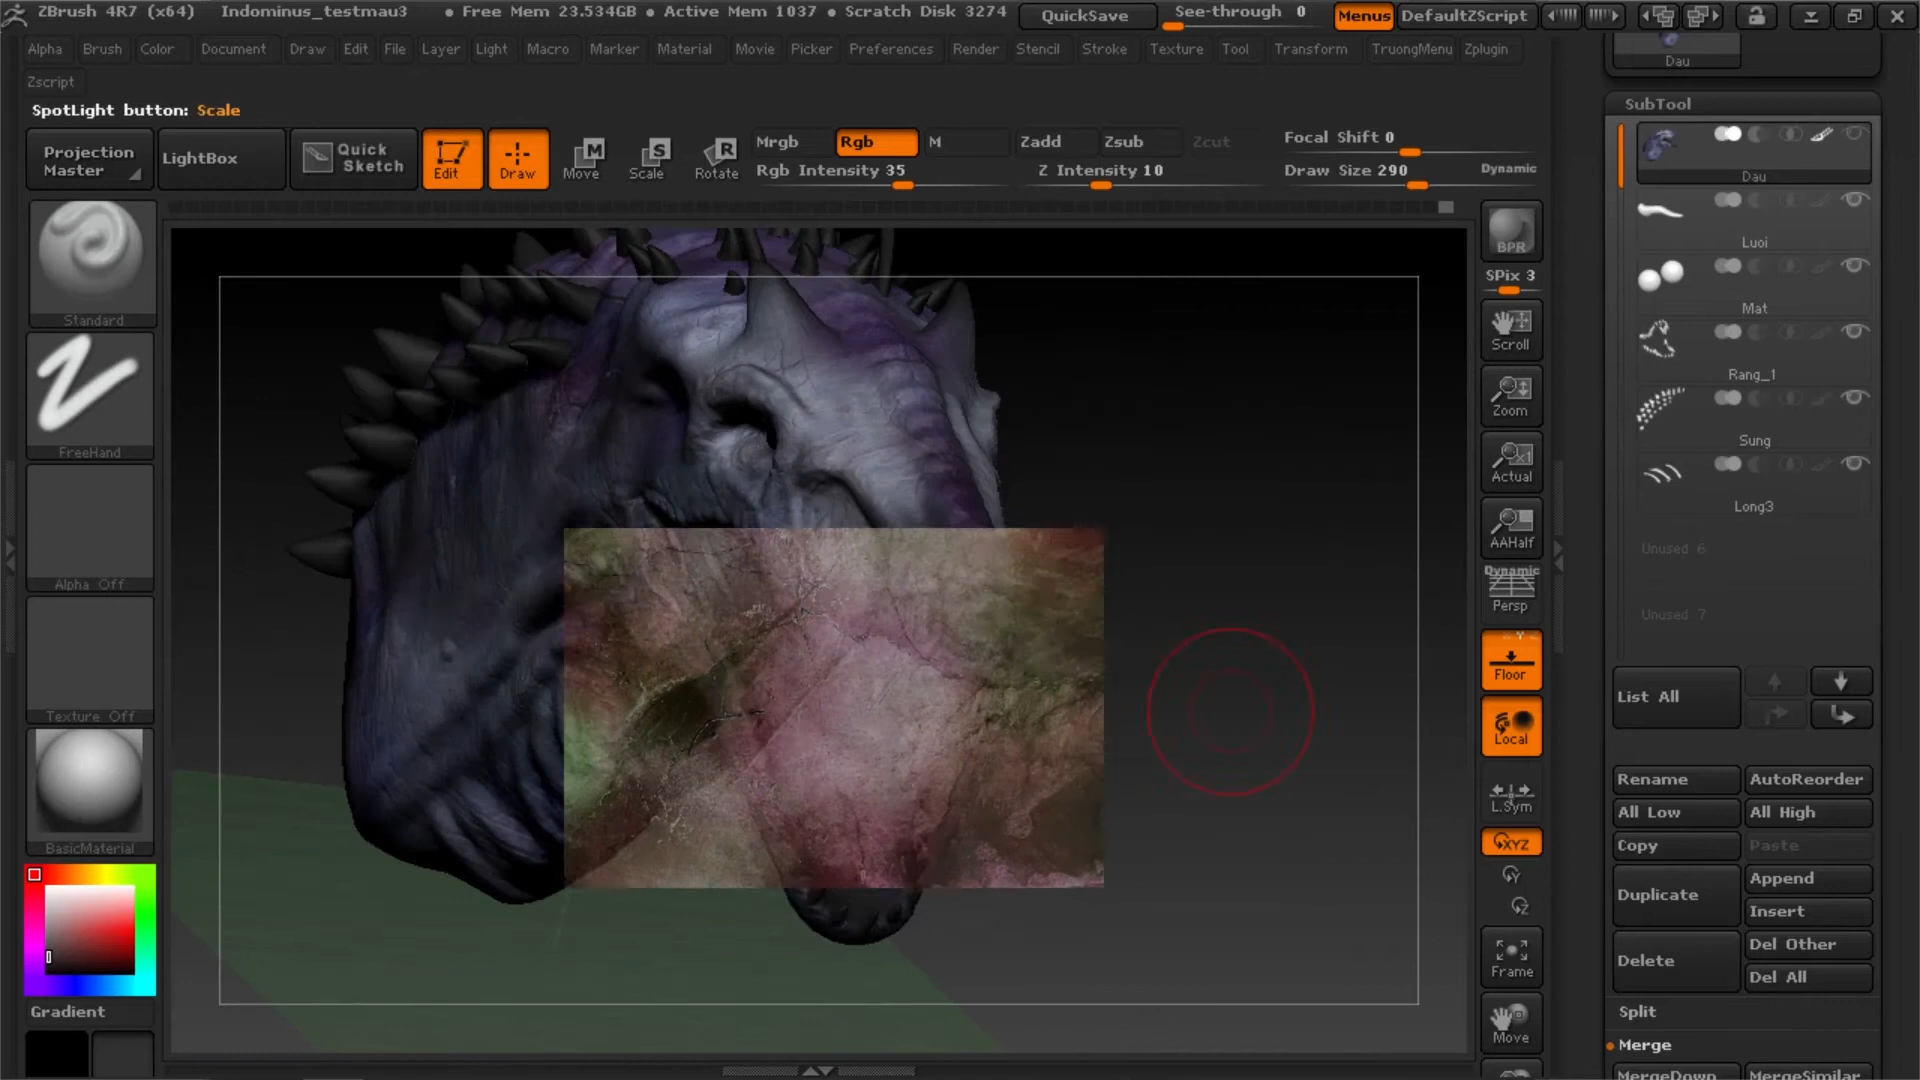 ZBrush 4R7 (x64) Indominus_testmau3 • Free Mem 23.534GB • Active Mem 1037 • Scratch Disk 3274 QuickSave See-through 0 Menus DefaultZScript
Alpha Brush Color Document Draw Edit File Layer Light Macro Marker Material Movie Picker Preferences Render Stencil Stroke Texture Tool Transform TruongMenu Zplugin
Zscript
SpotLight button: Scale
Projection Master
LightBox
Quick Sketch
Edit
Draw
Move
Scale
Rotate
Mrgb Rgb M Zadd Zsub Zcut
Rgb Intensity 35 Z Intensity 10
Focal Shift 0
Draw Size 290 Dynamic
Standard
FreeHand
Alpha Off
Texture Off
BasicMaterial
Gradient
BPR
SPix 3
Scroll
Zoom
Actual
AAHalf
Dynamic
Persp
Floor
Local
L.Sym
XYZ
Y
Z
Frame
Move
Dau
SubTool
Dau
Luoi
Mat
Rang_1
Sung
Long3
Unused 6
Unused 7
List All
Rename AutoReorder
All Low All High
Copy Paste
Duplicate Append
Insert
Delete Del Other
Del All
Split
Merge
MergeDown MergeSimilar